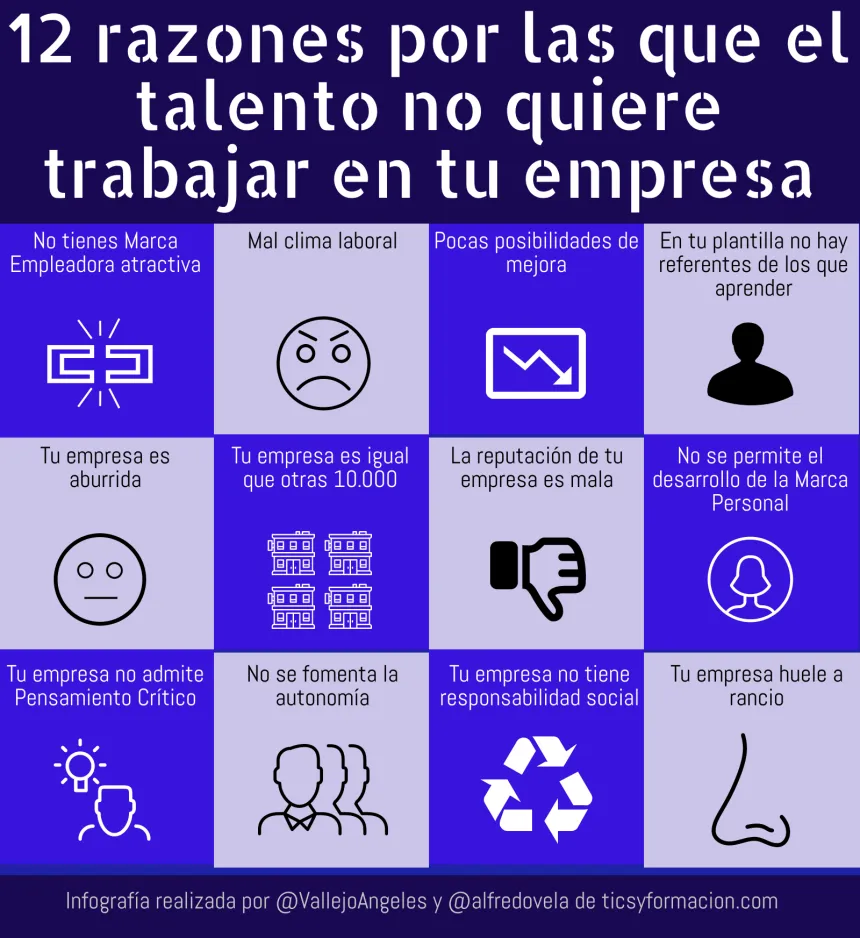 12 razones por las que el
talento no quiere
trabajar en tu empresa
No tienes Marca
Empleadora atractiva
Mal clima laboral
Pocas posibilidades de
mejora
En tu plantilla no hay
referentes de los que
aprender
Tu empresa es
aburrida
Tu empresa es igual
que otras 10.000
La reputación de tu
empresa es mala
No se permite el
desarrollo de la Marca
Personal
Tu empresa no admite
Pensamiento Crítico
No se fomenta la
autonomía
Tu empresa no tiene
responsabilidad social
Tu empresa huele a
rancio
Infografía realizada por @VallejoAngeles y @alfredovela de ticsyformacion.com